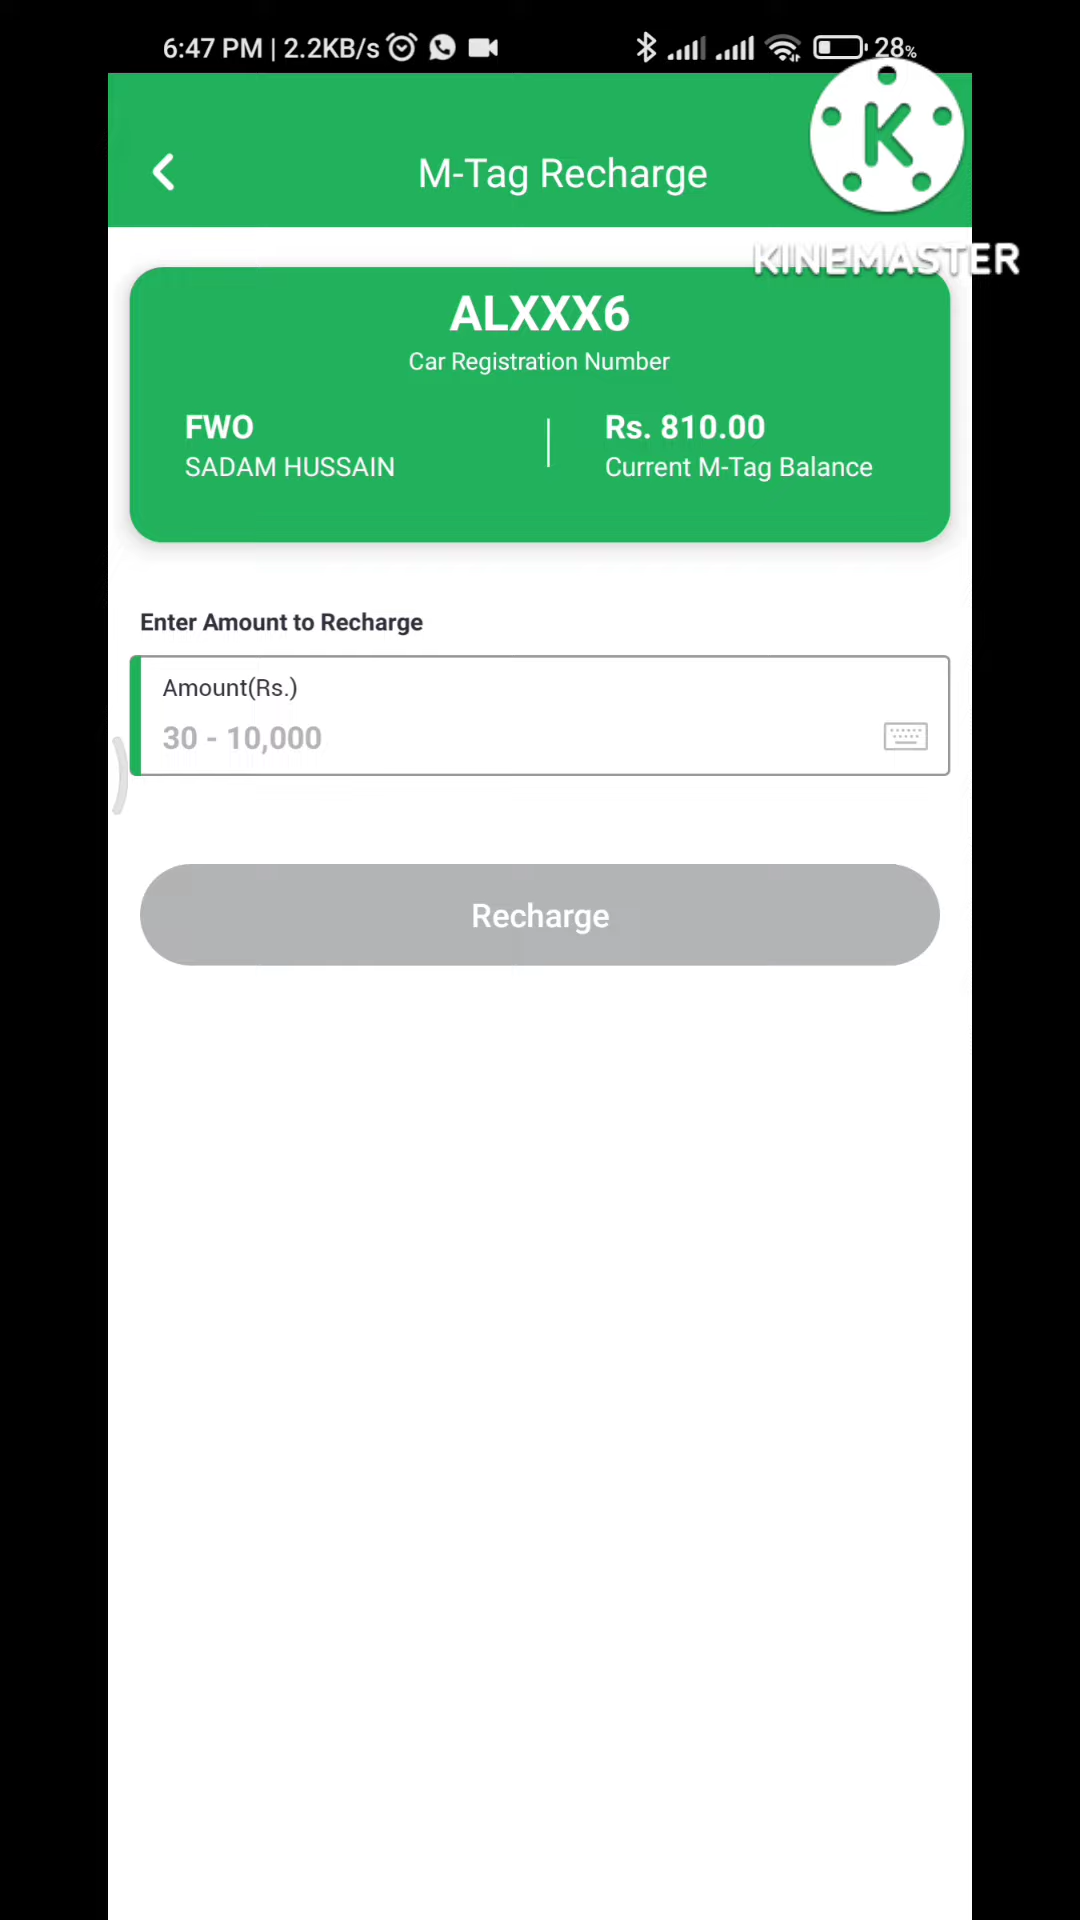 6:47 PM | 2.2KB/s 28%
M-Tag Recharge
K
KINEMASTER
ALXXX6
Car Registration Number
FWO
SADAM HUSSAIN
Rs. 810.00
Current M-Tag Balance
Enter Amount to Recharge
Amount(Rs.)
30 - 10,000
Recharge